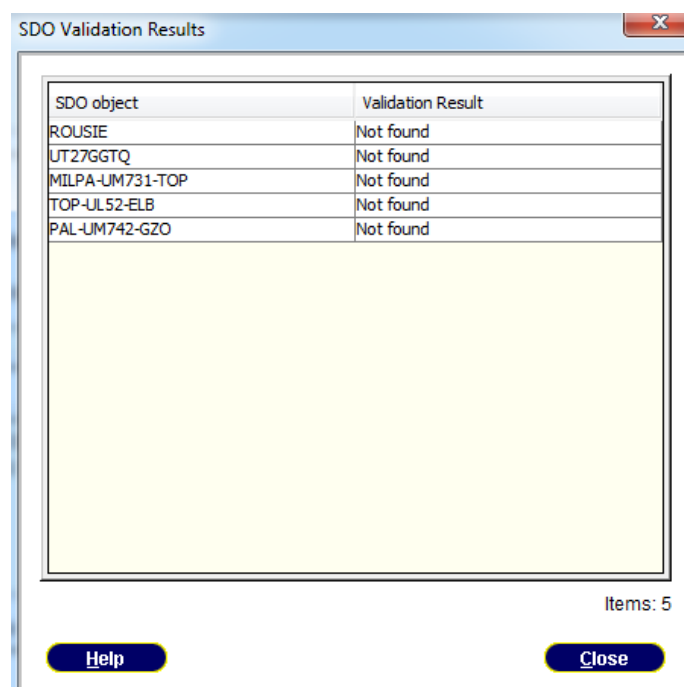 SDO Validation Results
SDO object Validation Result
ROUSIE Not found
UT27GGTQ Not found
MILPA-UM731-TOP Not found
TOP-UL52-ELB Not found
PAL-UM742-GZO Not found
Items: 5
Help Close